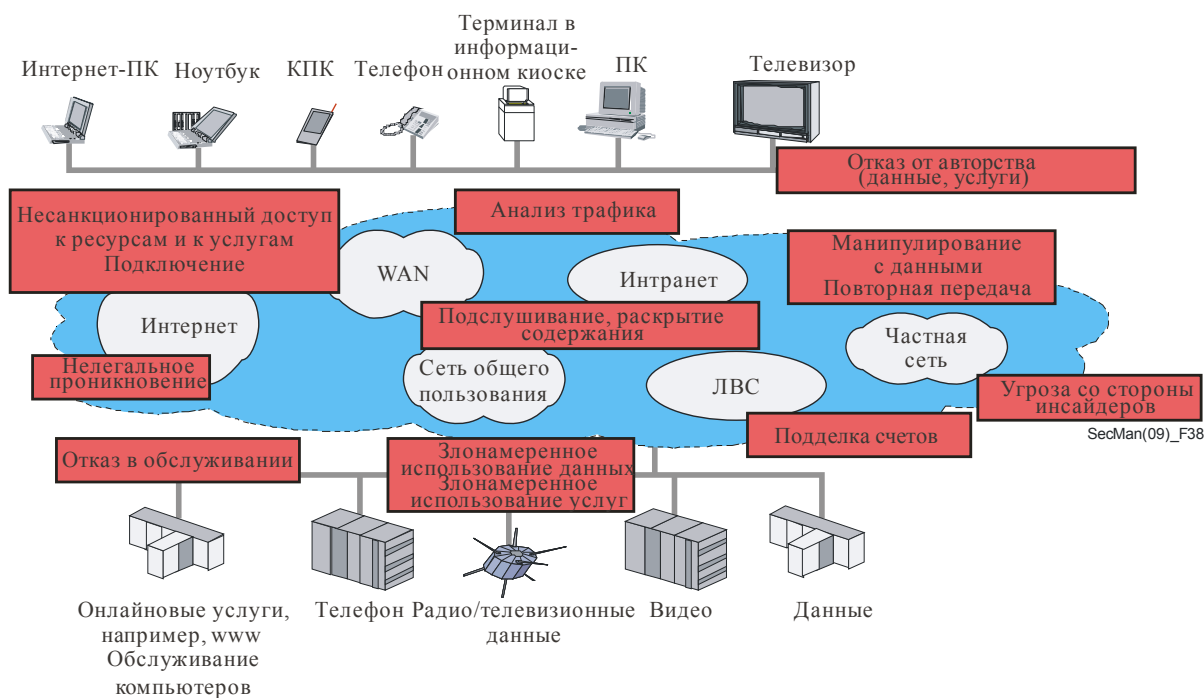 Терминал в
информаци-
онном киоске
Интернет-ПК
Ноутбук
КПК
Телефон
ПК
Телевизор
Отказ от авторства
(данные, услуги)
Несанкционированный доступ
к ресурсам и к услугам
Подключение
Анализ трафика
Манипулирование
с данными
Повторная передача
WAN
Интранет
Интернет
Подслушивание, раскрытие
содержания
Частная
сеть
Нелегальное
проникновение
Сеть общего
пользования
ЛВС
Угроза со стороны
инсайдеров
SecMan(09)_F38
Подделка счетов
Отказ в обслуживании
Злонамеренное
использование данных
Злонамеренное
использование услуг
Онлайновые услуги,
например, www
Обслуживание
компьютеров
Телефон
Радио/телевизионные
данные
Видео
Данные